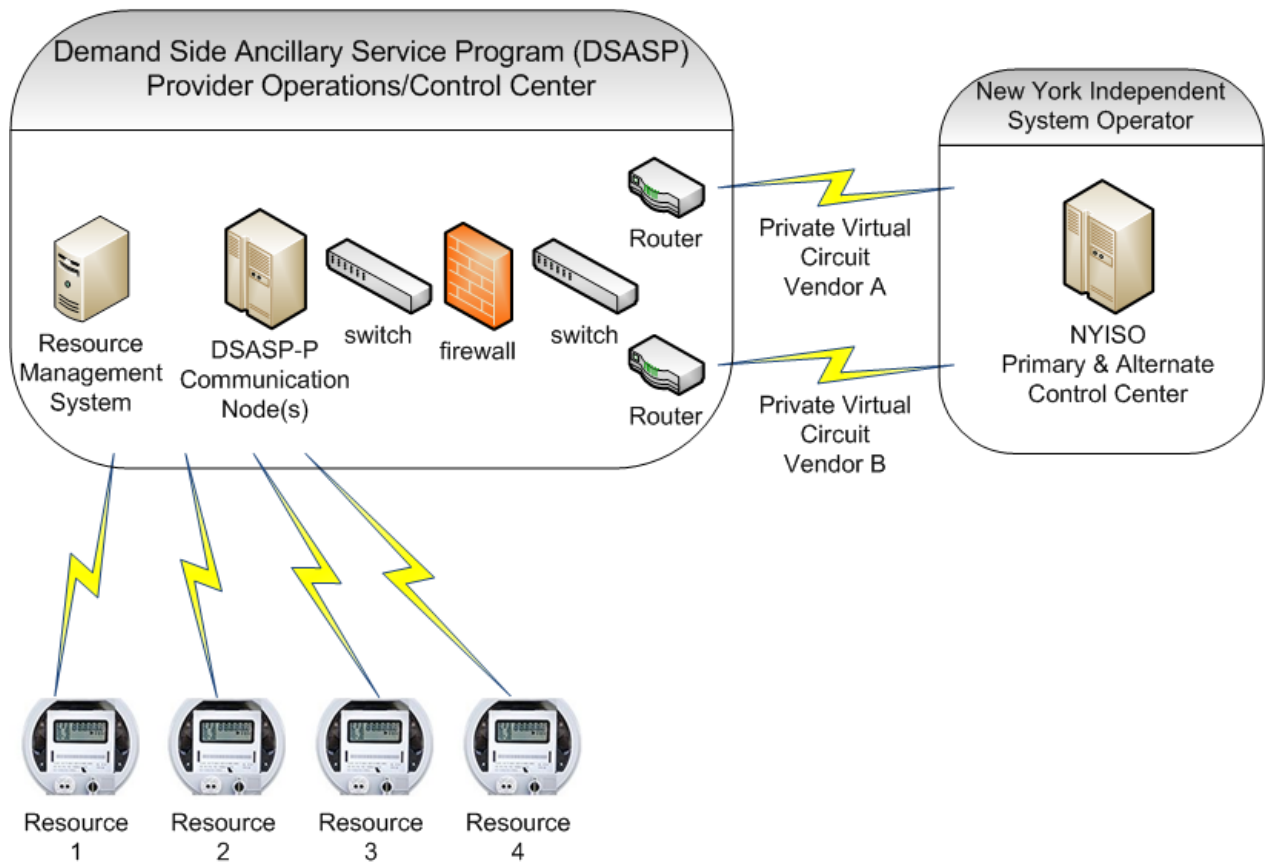 Demand Side Ancillary Service Program (DSASP)
Provider Operations/Control Center
New York Independent
System Operator
Resource
Management
System
DSASP-P
Communication
Node(s)
switch
firewall
switch
Router
Router
Private Virtual
Circuit
Vendor A
Private Virtual
Circuit
Vendor B
NYISO
Primary & Alternate
Control Center
Resource
1
Resource
2
Resource
3
Resource
4